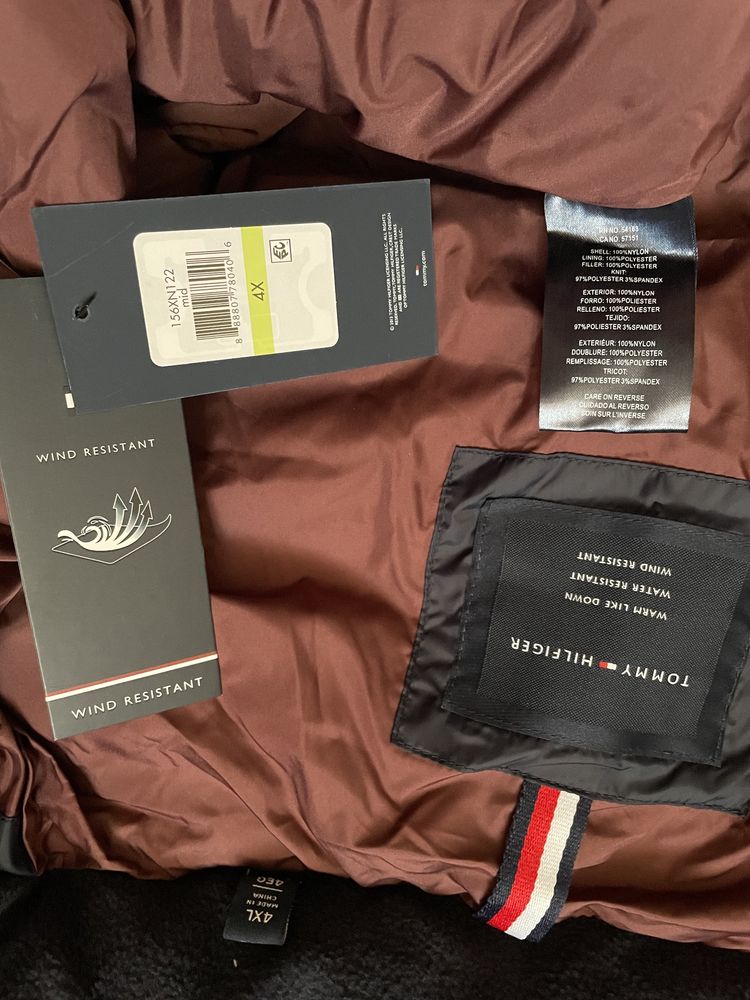 156XN122
mid
8 88807 78040 6
4X
tommy.com
WIND RESISTANT
WIND RESISTANT
CA NO. 57151
SHELL: 100%NYLON
LINING: 100%POLYESTER
FILLER: 100%POLYESTER
KNIT:
97%POLYESTER 3%SPANDEX
EXTERIOR: 100%NYLON
FORRO: 100%POLIESTER
RELLENO: 100%POLIESTER
TEJIDO:
97%POLIESTER 3%SPANDEX
EXTERIEUR: 100%NYLON
DOUBLURE: 100%POLYESTER
REMPLISSAGE: 100%POLYESTER
TRICOT:
97%POLYESTER 3%SPANDEX
CARE ON REVERSE
CUIDADO AL REVERSO
SOIN SUR L'INVERSE
TOMMY HILFIGER
WARM LIKE DOWN
WATER RESISTANT
WIND RESISTANT
4XL
4EG
MADE IN
CHINA